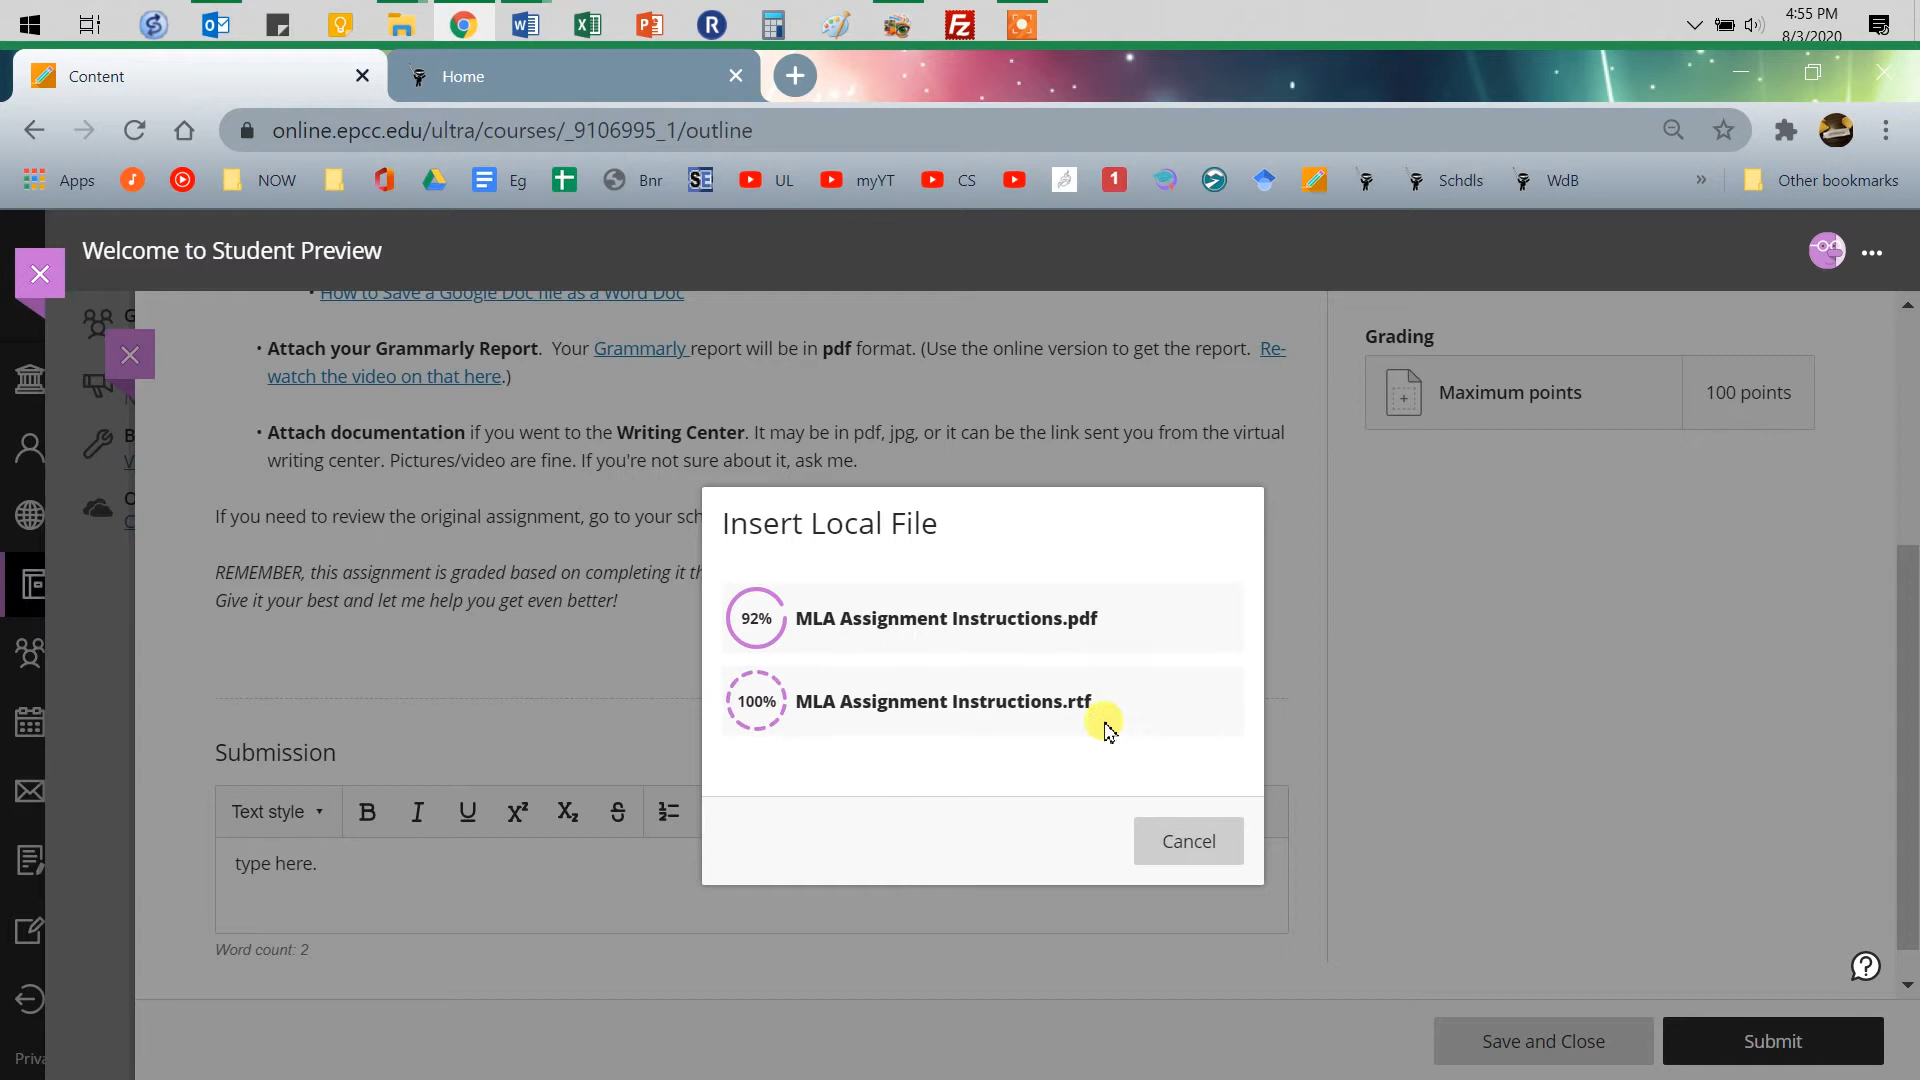 4:55 PM
8/3/2020
Content
Home
online.epcc.edu/ultra/courses/_9106995_1/outline
Apps
NOW
Eg
Bnr
SE
UL
myYT
CS
1
Schdls
WdB
»
Other bookmarks
Welcome to Student Preview
• How to Save a Google Doc file as a Word Doc
• Attach your Grammarly Report. Your Grammarly report will be in pdf format. (Use the online version to get the report. Re-
watch the video on that here.)
• Attach documentation if you went to the Writing Center. It may be in pdf, jpg, or it can be the link sent you from the virtual
writing center. Pictures/video are fine. If you're not sure about it, ask me.
If you need to review the original assignment, go to your sch
REMEMBER, this assignment is graded based on completing it th
Give it your best and let me help you get even better!
Grading
Maximum points
100 points
Insert Local File
92%
MLA Assignment Instructions.pdf
100%
MLA Assignment Instructions.rtf
Cancel
Submission
Text style
B I U X² X₂ S
type here.
Word count: 2
Priva
Save and Close
Submit